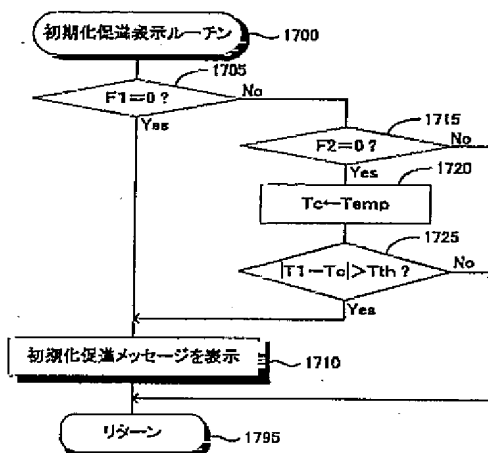 初期化促進表示ルーチン
1700
1705
F1=0?
No
Yes
1715
F2=0?
No
Yes
1720
Tc←Temp
1725
|T1-Tc|>Tth?
No
Yes
初期化促進メッセージを表示
1710
リターン
1795